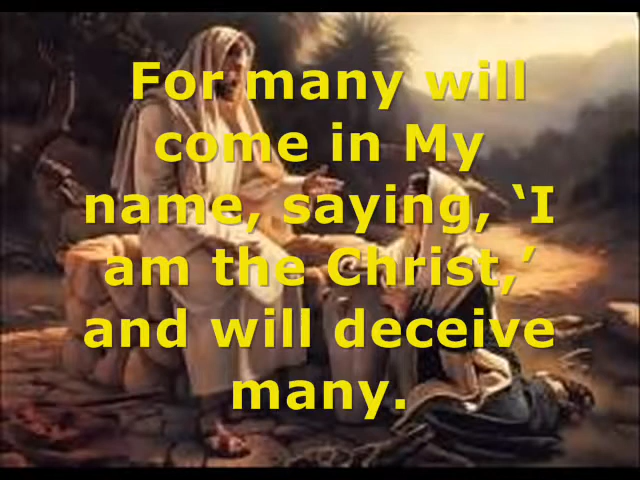 For many will
come in My
name, saying, ‘I
am the Christ,’
and will deceive
many.